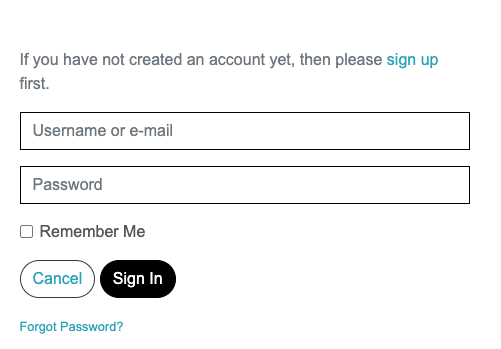 If you have not created an account yet, then please sign up
first.
Username or e-mail
Password
Remember Me
Cancel Sign In
Forgot Password?